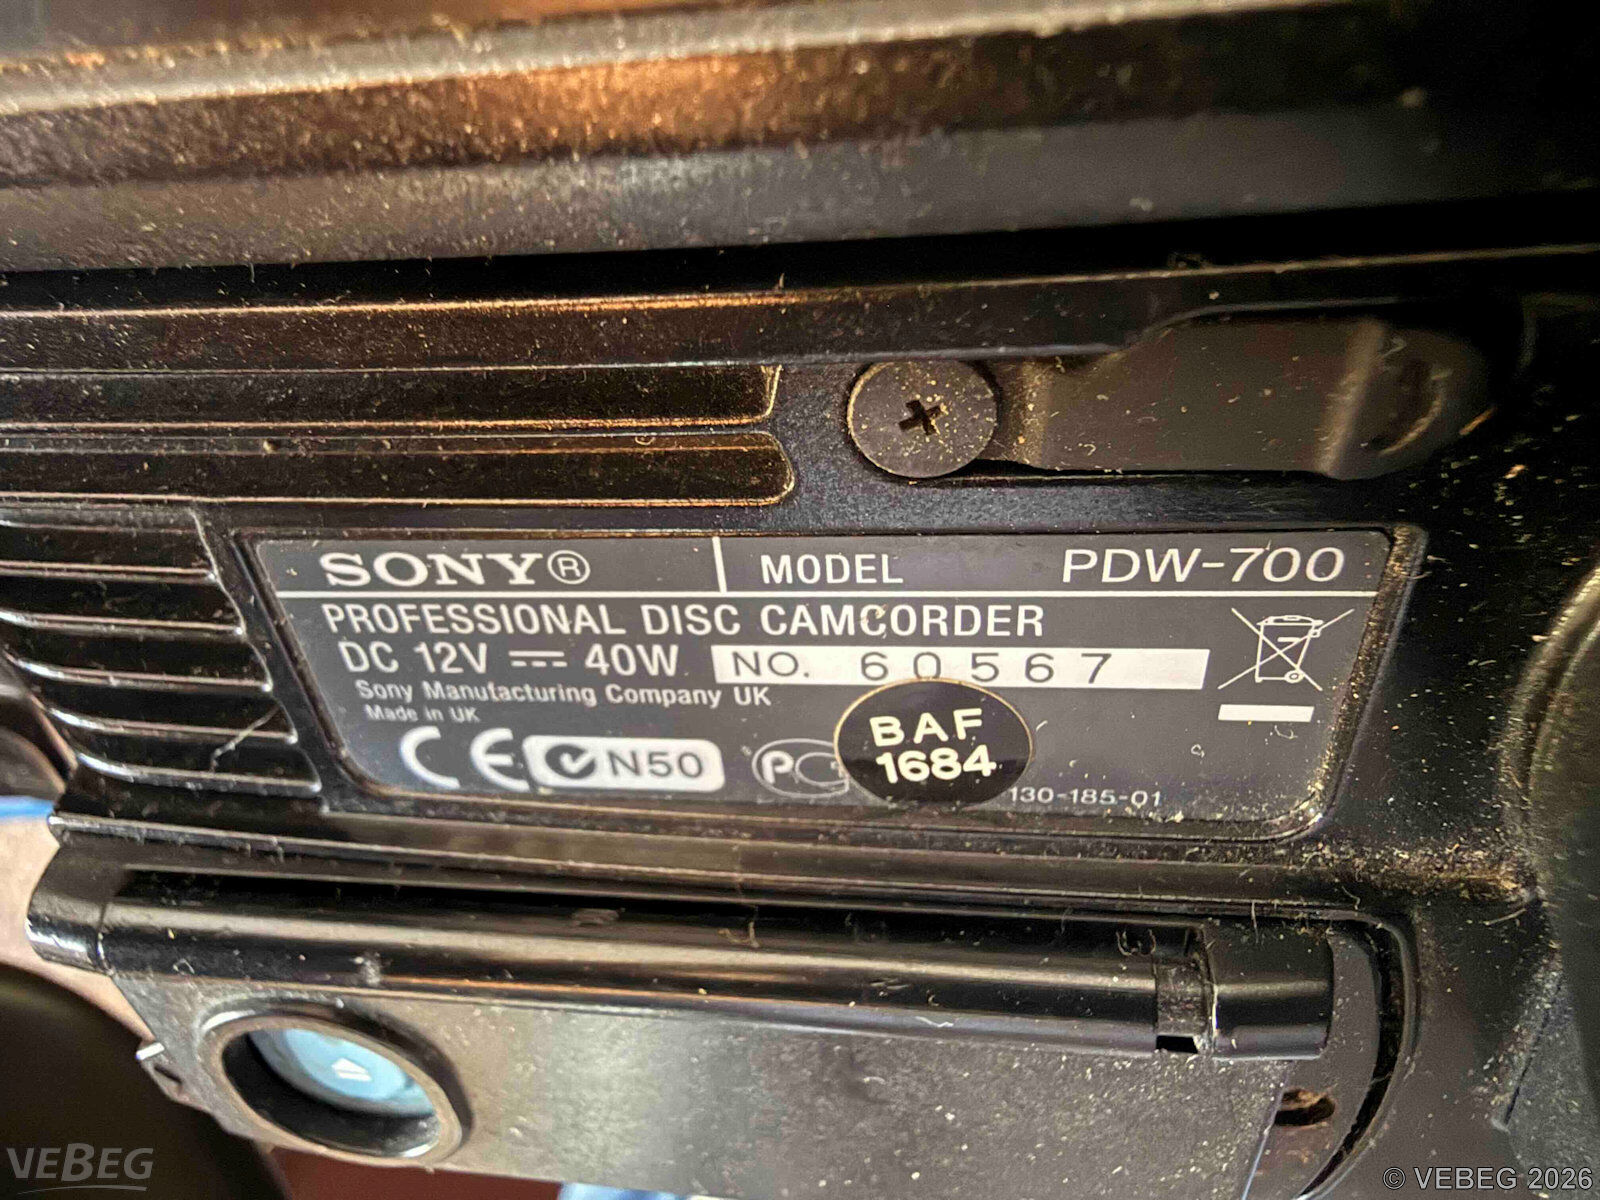 SONY®
MODEL PDW-700
PROFESSIONAL DISC CAMCORDER
DC 12V ⎓ 40W NO. 60567
Sony Manufacturing Company UK
Made in UK
CE N50 PG
BAF
1684
130-185-01
VEBEG
© VEBEG 2026